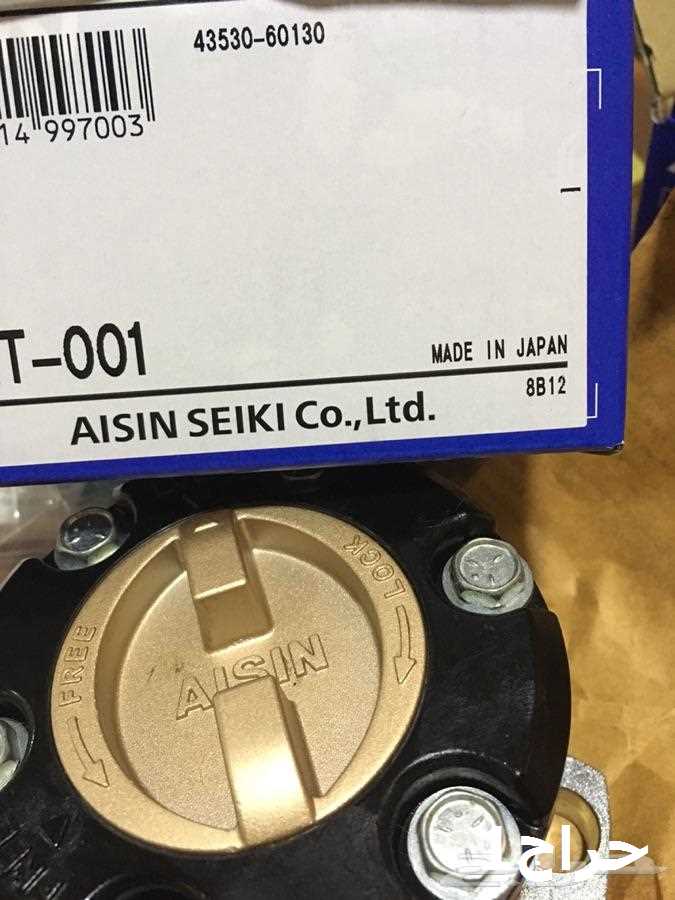 43530-60130
14 997003
T-001
MADE IN JAPAN
8B12
AISIN SEIKI Co.,Ltd.
LOCK
FREE
AISIN
حراج